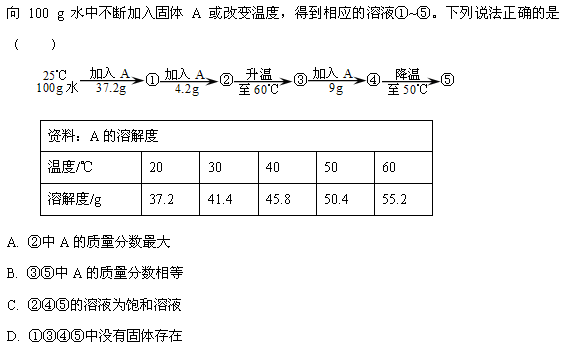 向 100 g 水中不断加入固体 A 或改变温度，得到相应的溶液①~⑤。下列说法正确的是
（ ）
25℃ 加入 A 加入 A 升温 加入 A 降温
100g 水 37.2g ① 4.2g ② 至 60℃ ③ 9g ④ 至 50℃ ⑤
资料：A 的溶解度
温度/℃ 20 30 40 50 60
溶解度/g 37.2 41.4 45.8 50.4 55.2
A. ②中 A 的质量分数最大
B. ③⑤中 A 的质量分数相等
C. ②④⑤的溶液为饱和溶液
D. ①③④⑤中没有固体存在